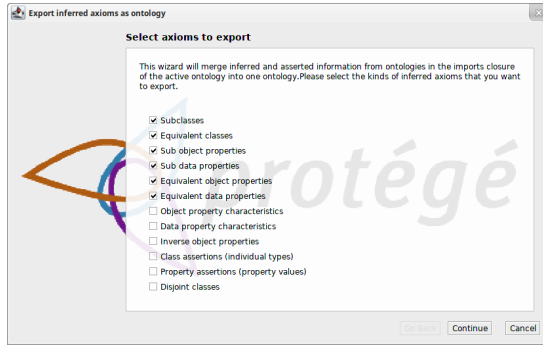 Export inferred axioms as ontology
Select axioms to export
This wizard will merge inferred and asserted information from ontologies in the imports closure
of the active ontology into one ontology.Please select the kinds of inferred axioms that you want
to export.
Subclasses
Equivalent classes
Sub object properties
Sub data properties
Equivalent object properties
Equivalent data properties
Object property characteristics
Data property characteristics
Inverse object properties
Class assertions (individual types)
Property assertions (property values)
Disjoint classes
protégé
Go Back Continue Cancel